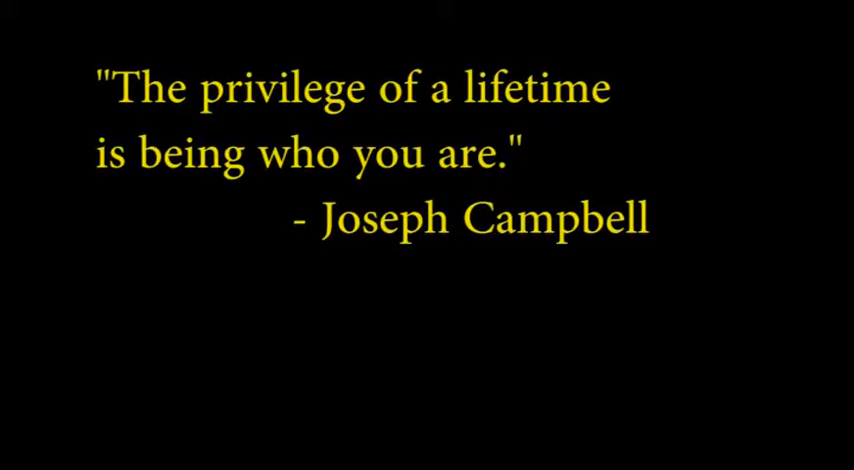 "The privilege of a lifetime
is being who you are."
- Joseph Campbell